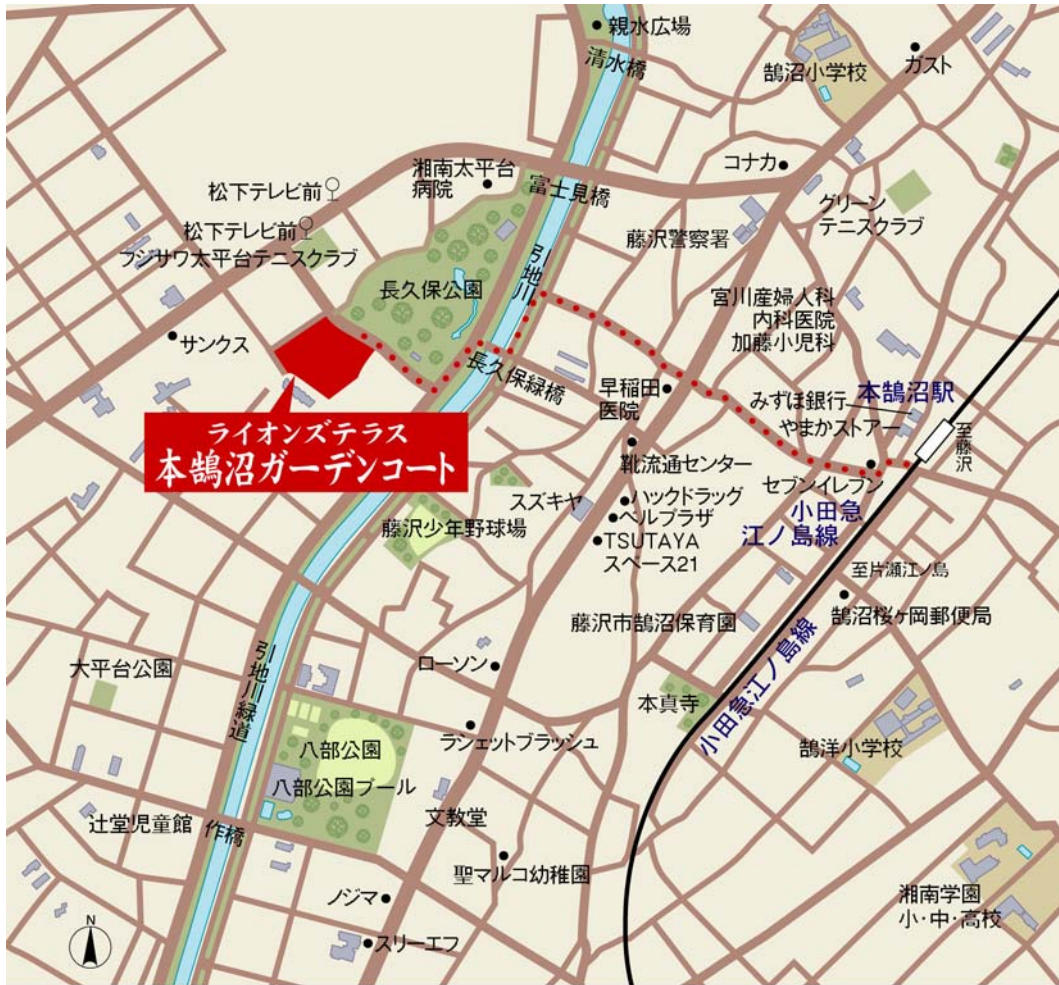 親水広場
清水橋
鵠沼小学校
ガスト
湘南太平台
病院
富士見橋
コナカ
松下テレビ前
松下テレビ前
フジサワ太平台テニスクラブ
グリーン
テニスクラブ
藤沢警察署
引地川
長久保公園
宮川産婦人科
内科医院
加藤小児科
サンクス
長久保緑橋
早稲田
医院
みずほ銀行
本鵠沼駅
やまかストアー
至藤沢
ライオンズテラス
本鵠沼ガーデンコート
靴流通センター
セブンイレブン
スズキヤ
ハックドラッグ
ベルプラザ
TSUTAYA
スペース21
小田急
江ノ島線
藤沢少年野球場
至片瀬江ノ島
鵠沼桜ヶ岡郵便局
藤沢市鵠沼保育園
大平台公園
引地川緑道
ローソン
本真寺
小田急江ノ島線
鵠洋小学校
八部公園
ラシェットブラッシュ
八部公園プール
辻堂児童館
作橋
文教堂
聖マルコ幼稚園
湘南学園
小・中・高校
ノジマ
スリーエフ
N